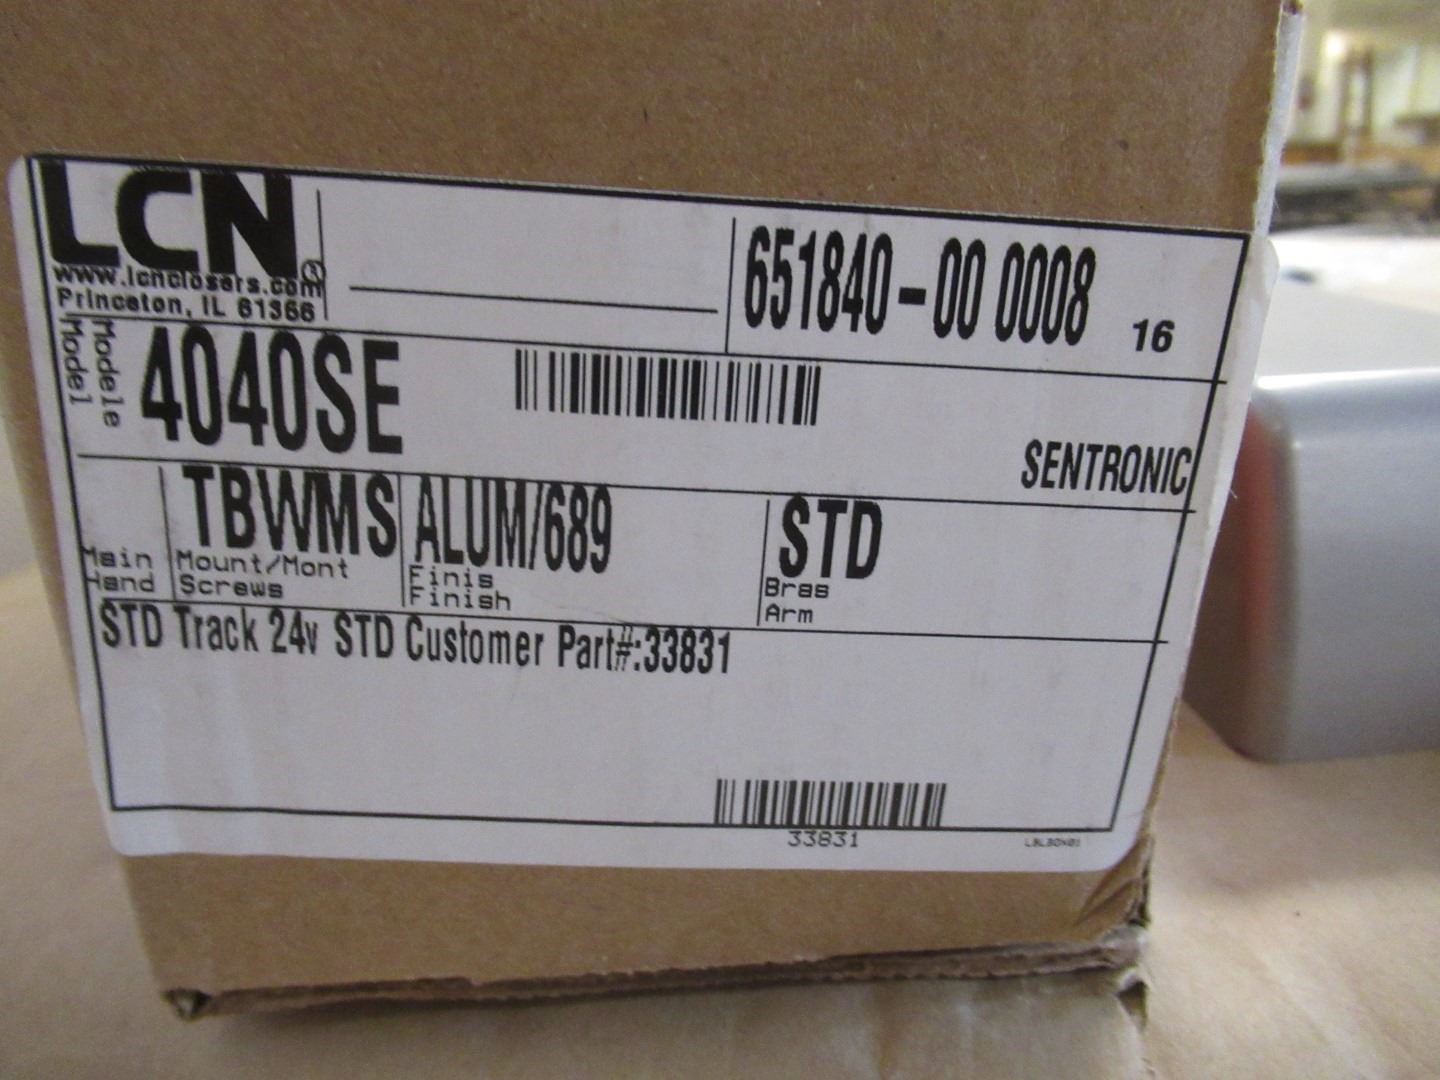 LCN
®
www.lcnclosers.com
Princeton, IL 61366
651840-00 0008 16
Modele
Model
4040SE
SENTRONIC
TBWMS ALUM/689 STD
Main
Hand
Mount/Mont
Screws
Finis
Finish
Bras
Arm
STD Track 24v STD Customer Part#:33831
33831